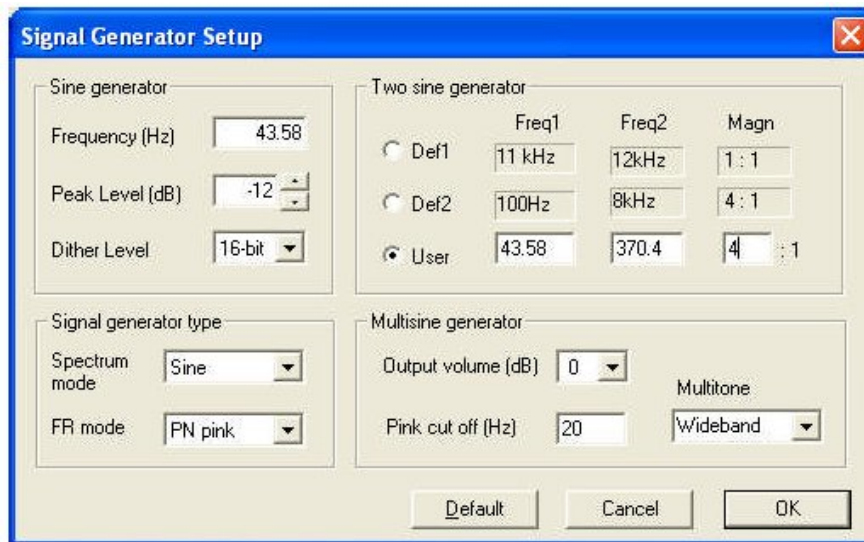 Signal Generator Setup
Sine generator
Frequency (Hz) 43.58
Peak Level (dB) -12
Dither Level 16-bit
Two sine generator
Freq1 Freq2 Magn
Def1 11 kHz 12kHz 1 : 1
Def2 100Hz 8kHz 4 : 1
User 43.58 370.4 4 : 1
Signal generator type
Spectrum mode Sine
FR mode PN pink
Multisine generator
Output volume (dB) 0
Multitone
Pink cut off (Hz) 20 Wideband
Default Cancel OK